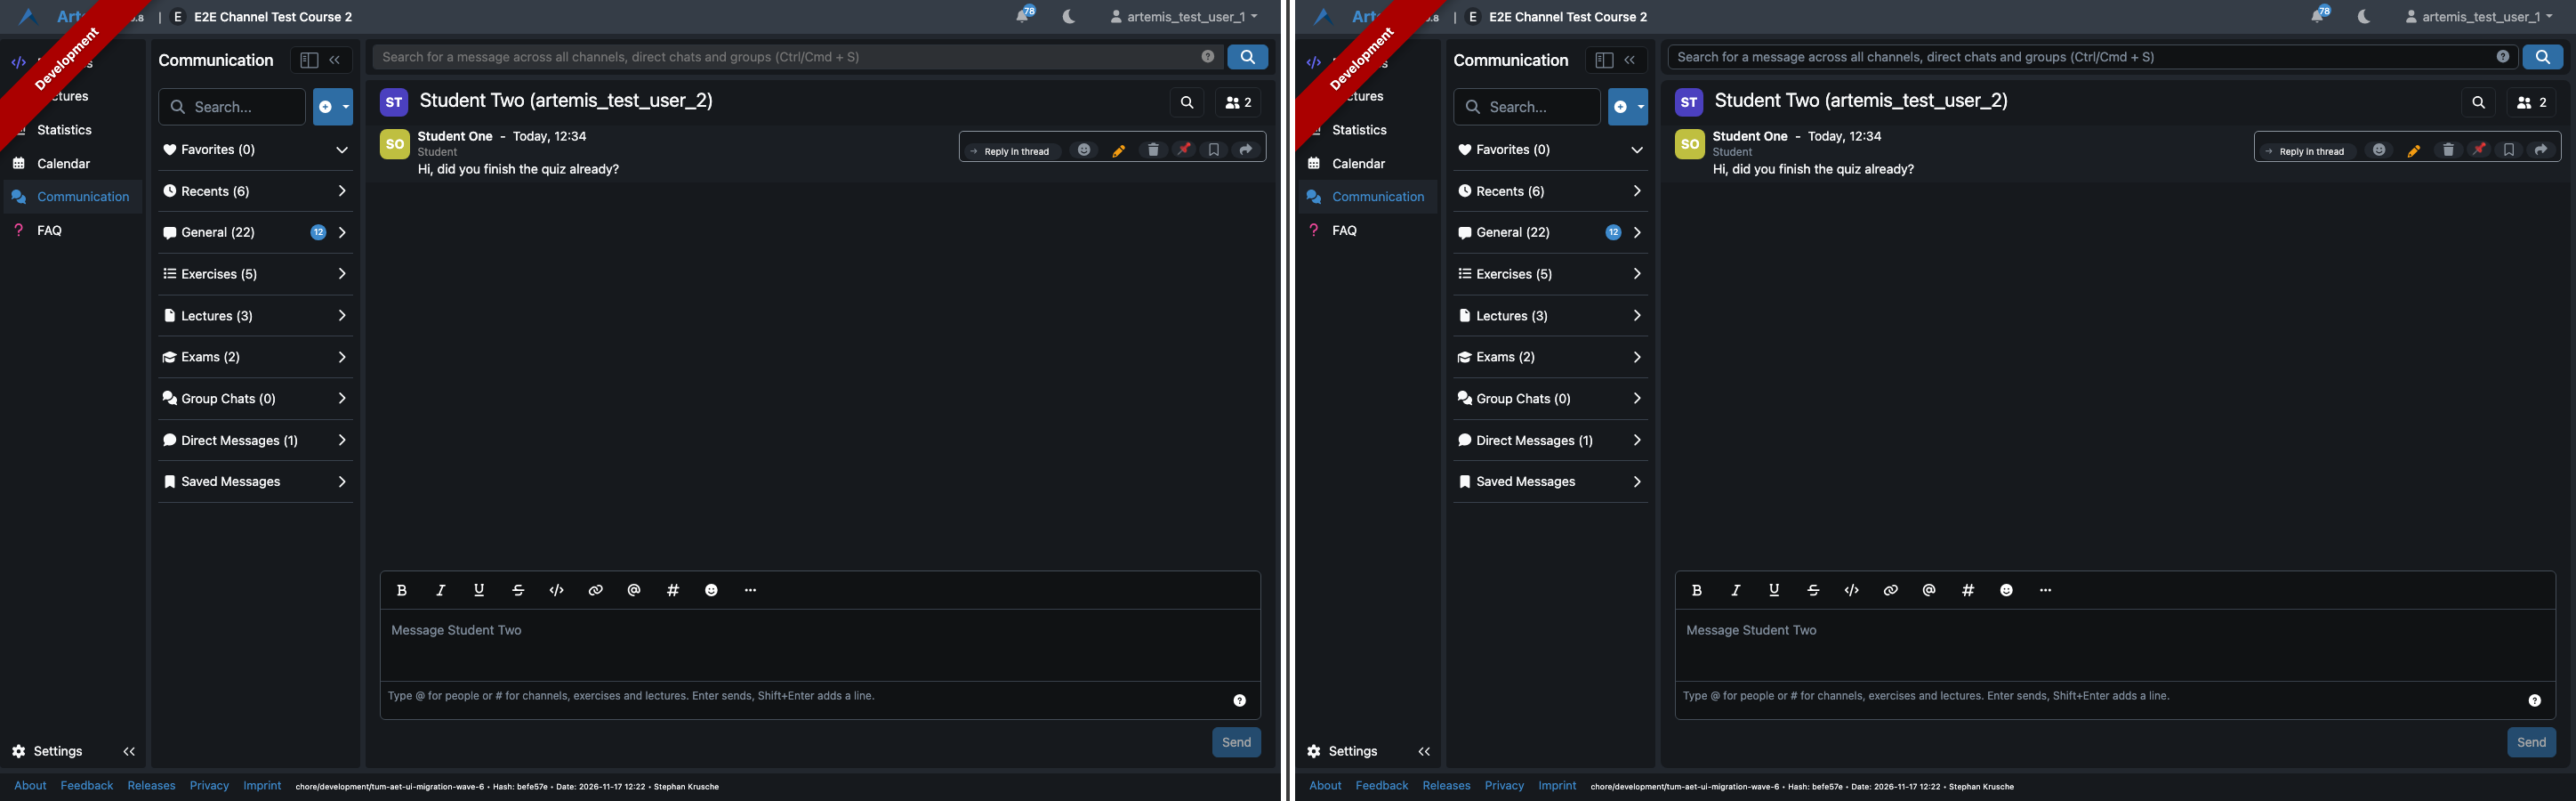 78
E E2E Channel Test Course 2
artemis_test_user_1
Development
Communication
Search for a message across all channels, direct chats and groups (Ctrl/Cmd + S)
Search...
ST Student Two (artemis_test_user_2)
2
Statistics
Calendar
Communication
FAQ
Favorites (0)
Recents (6)
General (22) 12
Exercises (5)
Lectures (3)
Exams (2)
Group Chats (0)
Direct Messages (1)
Saved Messages
SO Student One - Today, 12:34
Student
Hi, did you finish the quiz already?
Reply in thread
Message Student Two
Type @ for people or # for channels, exercises and lectures. Enter sends, Shift+Enter adds a line.
Send
Settings
About Feedback Releases Privacy Imprint chore/development/tum-aet-ui-migration-wave-6 • Hash: befe57e • Date: 2026-11-17 12:22 • Stephan Krusche
78
E E2E Channel Test Course 2
artemis_test_user_1
Development
Communication
Search for a message across all channels, direct chats and groups (Ctrl/Cmd + S)
Search...
ST Student Two (artemis_test_user_2)
2
Statistics
Calendar
Communication
FAQ
Favorites (0)
Recents (6)
General (22) 12
Exercises (5)
Lectures (3)
Exams (2)
Group Chats (0)
Direct Messages (1)
Saved Messages
SO Student One - Today, 12:34
Student
Hi, did you finish the quiz already?
Reply in thread
Message Student Two
Type @ for people or # for channels, exercises and lectures. Enter sends, Shift+Enter adds a line.
Send
Settings
About Feedback Releases Privacy Imprint chore/development/tum-aet-ui-migration-wave-6 • Hash: befe57e • Date: 2026-11-17 12:22 • Stephan Krusche